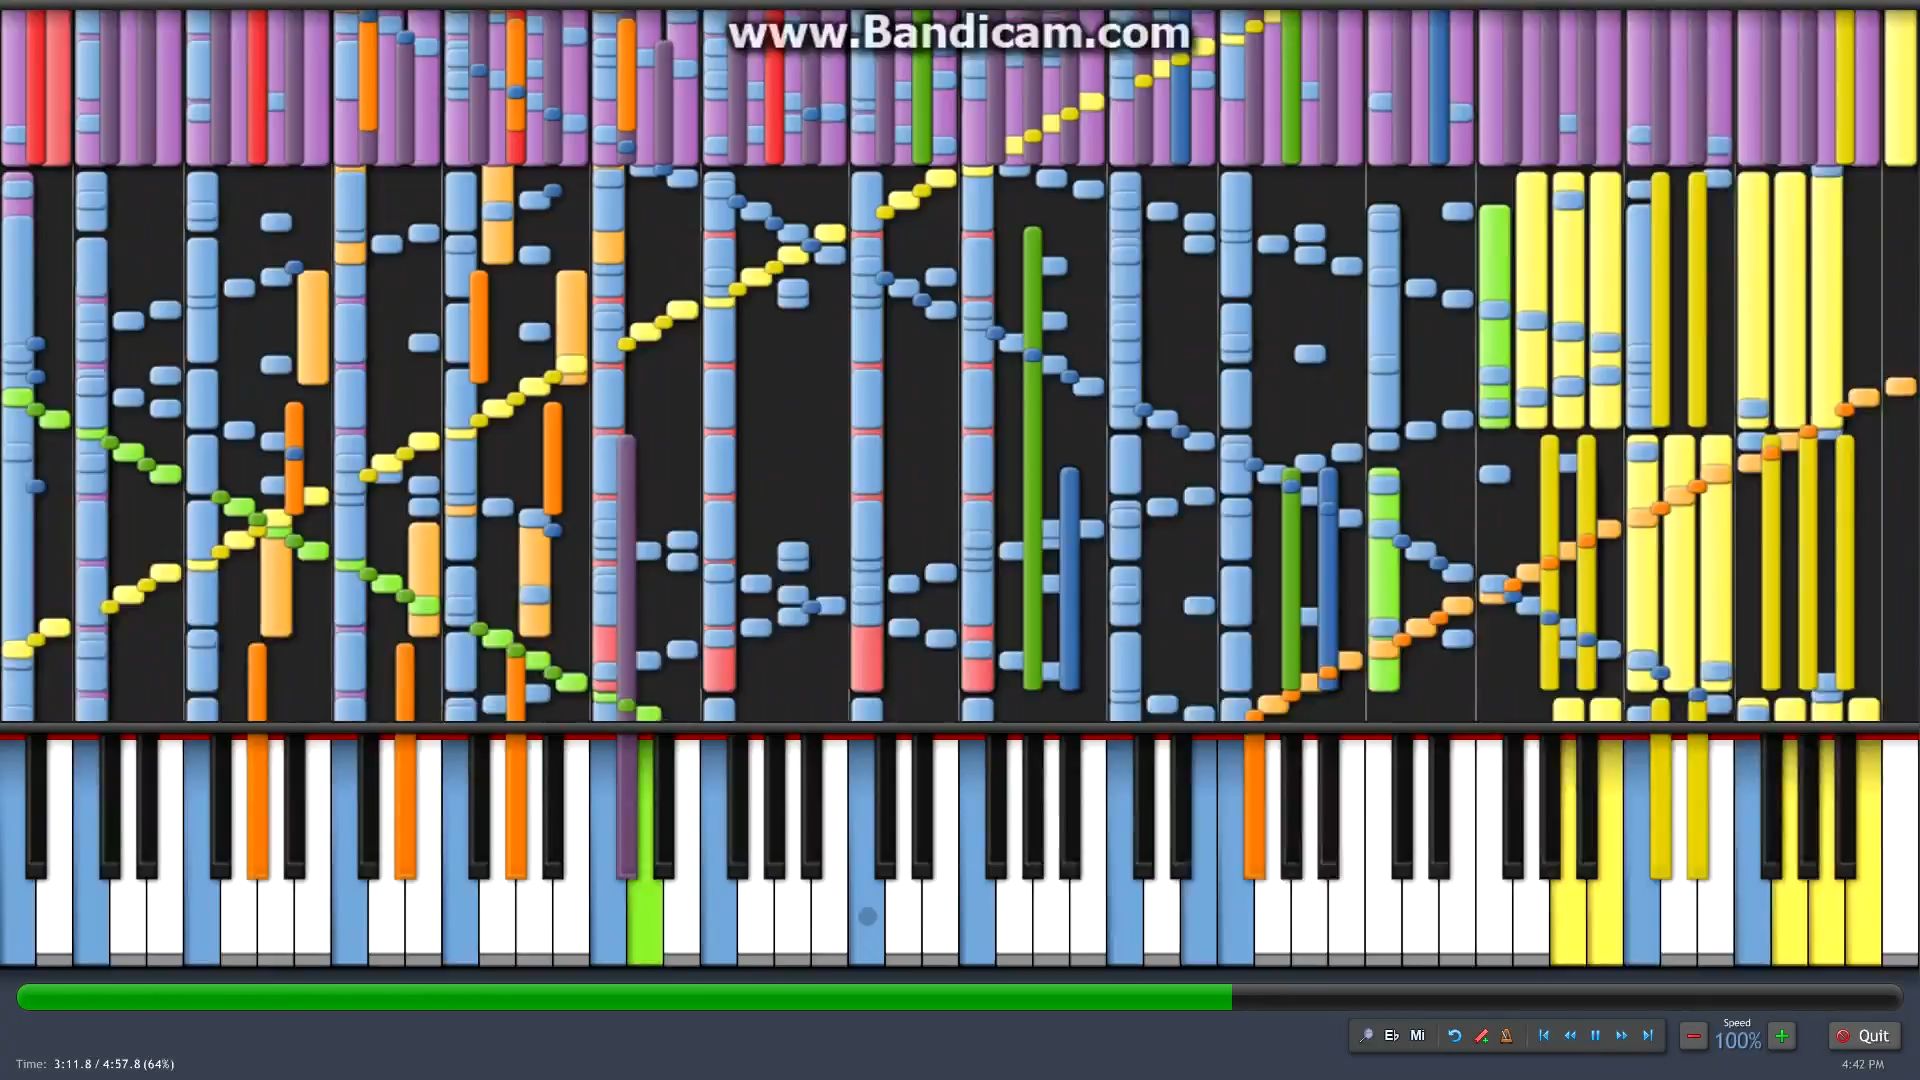 www.Bandicam.com
Speed
E♭ Mi 100% Quit
Time: 3:11.8 / 4:57.8 (64%)
4:42 PM